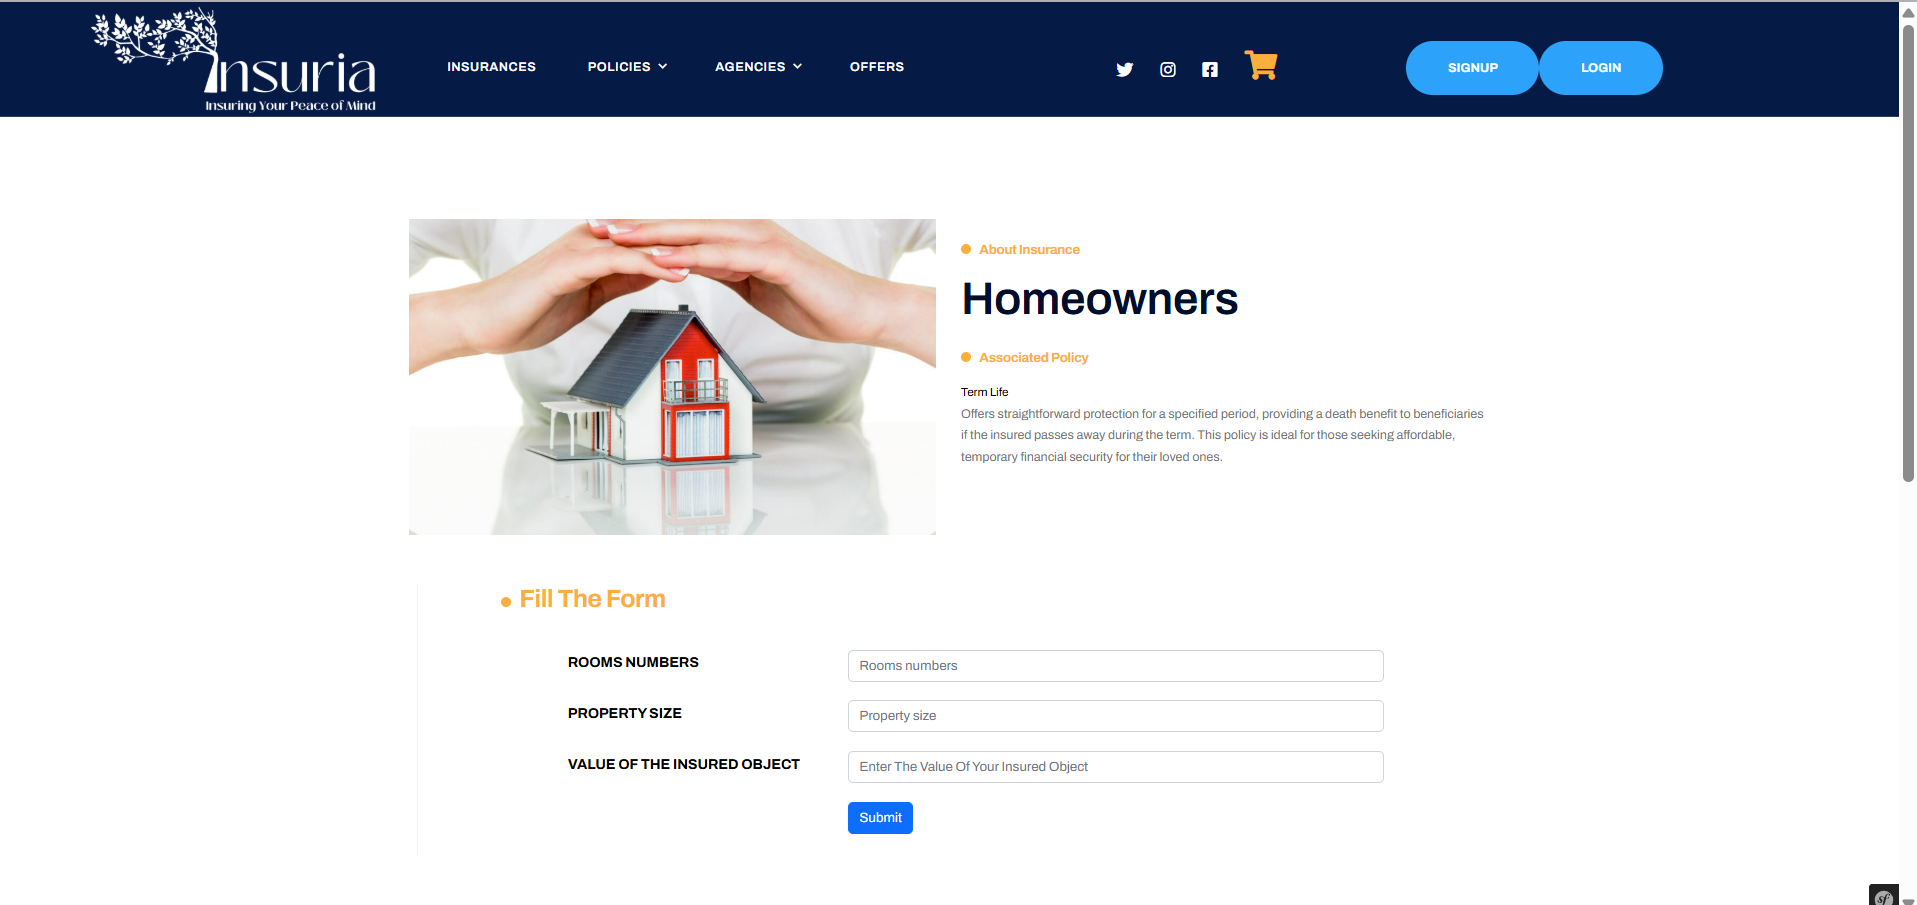 Insuria
Insuring Your Peace of Mind
INSURANCES
POLICIES
AGENCIES
OFFERS
SIGNUP
LOGIN
About Insurance
Homeowners
Associated Policy
Term Life
Offers straightforward protection for a specified period, providing a death benefit to beneficiaries
if the insured passes away during the term. This policy is ideal for those seeking affordable,
temporary financial security for their loved ones.
Fill The Form
ROOMS NUMBERS
Rooms numbers
PROPERTY SIZE
Property size
VALUE OF THE INSURED OBJECT
Enter The Value Of Your Insured Object
Submit
sf